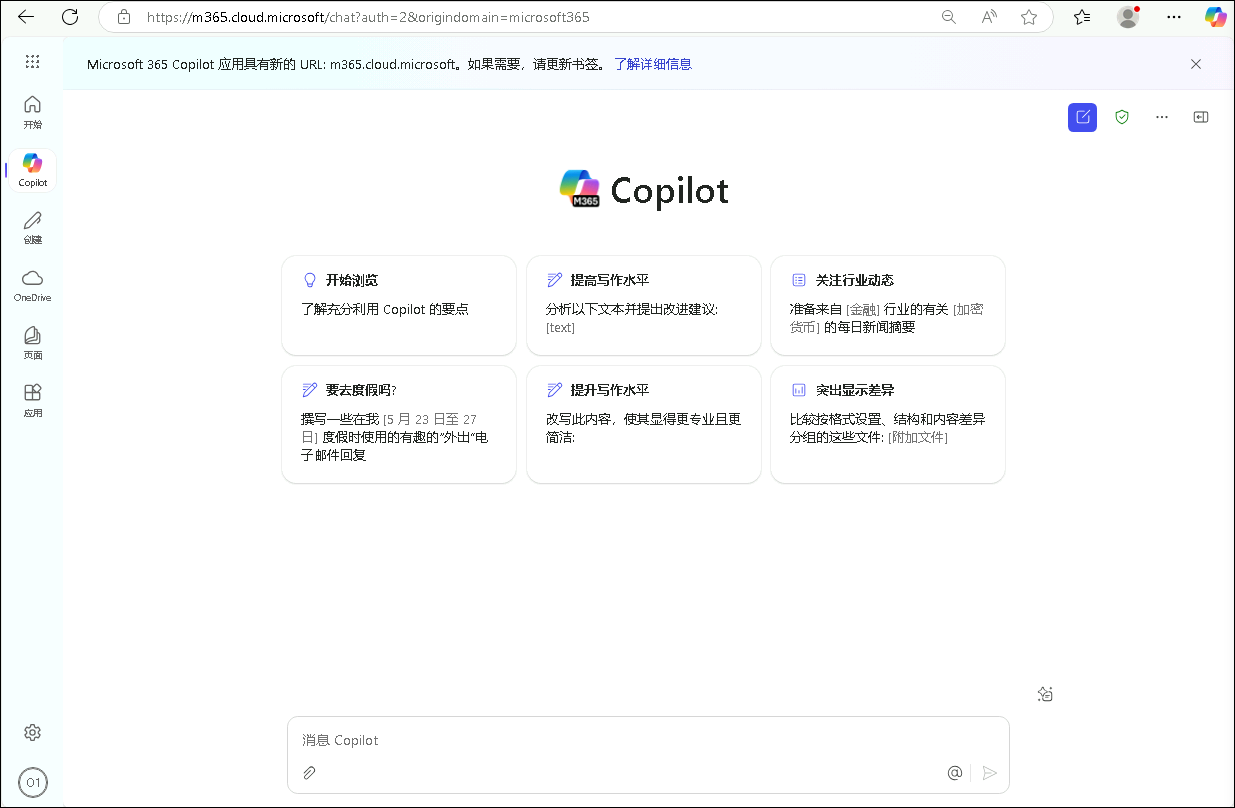 https://m365.cloud.microsoft/chat?auth=2&origindomain=microsoft365
Microsoft 365 Copilot 应用具有新的 URL: m365.cloud.microsoft。如果需要，请更新书签。 了解详细信息
开始
Copilot
创建
OneDrive
页面
应用
O1
M365
Copilot
开始浏览
了解充分利用 Copilot 的要点
提高写作水平
分析以下文本并提出改进建议:
[text]
关注行业动态
准备来自 [金融] 行业的有关 [加密
货币] 的每日新闻摘要
要去度假吗?
撰写一些在我 [5 月 23 日至 27
日] 度假时使用的有趣的“外出”电
子邮件回复
提升写作水平
改写此内容，使其显得更专业且更
简洁:
突出显示差异
比较按格式设置、结构和内容差异
分组的这些文件: [附加文件]
消息 Copilot
@